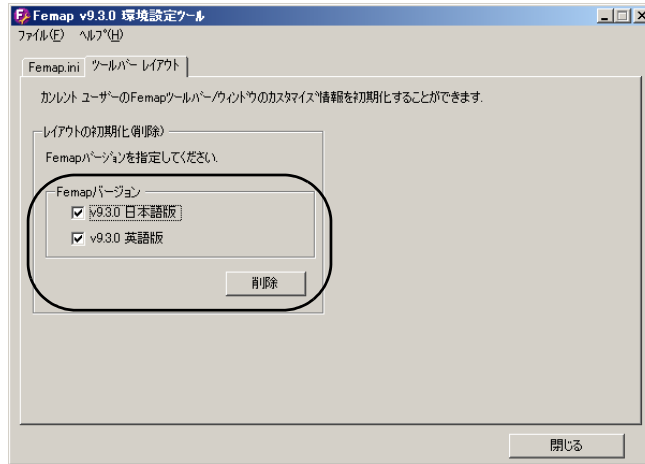 Femap v9.3.0 環境設定ツール
ファイル(F) ヘルプ(H)
Femap.ini ツールバー レイアウト
カレント ユーザーのFemapツールバー/ウィンドウのカスタマイズ情報を初期化することができます.
レイアウトの初期化(削除)
Femapバージョンを指定してください.
Femapバージョン
v9.3.0 日本語版
v9.3.0 英語版
削除
閉じる